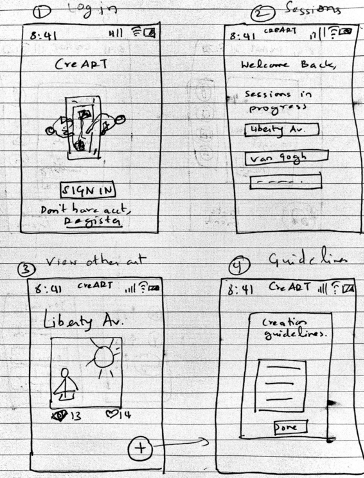 ① Log in
8:41
CreART
SIGN IN
Don't have acct,
Register
② Sessions
8:41 CreART
Welcome Back,
Sessions in
progress
Liberty Av.
Van Gogh
③ View other art
8:41 CreART
Liberty Av.
13 14
+
④ Guideline
8:41 CreART
Creation
guidelines.
Done